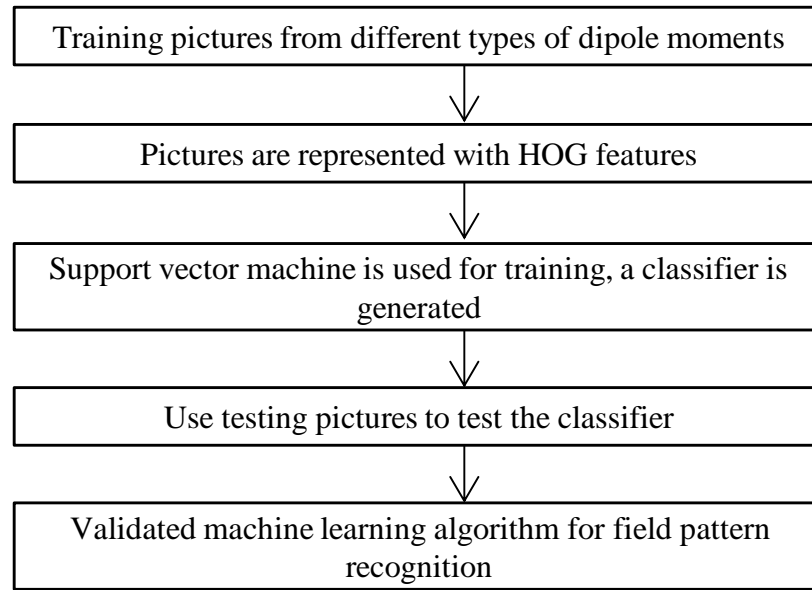 Training pictures from different types of dipole moments
Pictures are represented with HOG features
Support vector machine is used for training, a classifier is
generated
Use testing pictures to test the classifier
Validated machine learning algorithm for field pattern
recognition